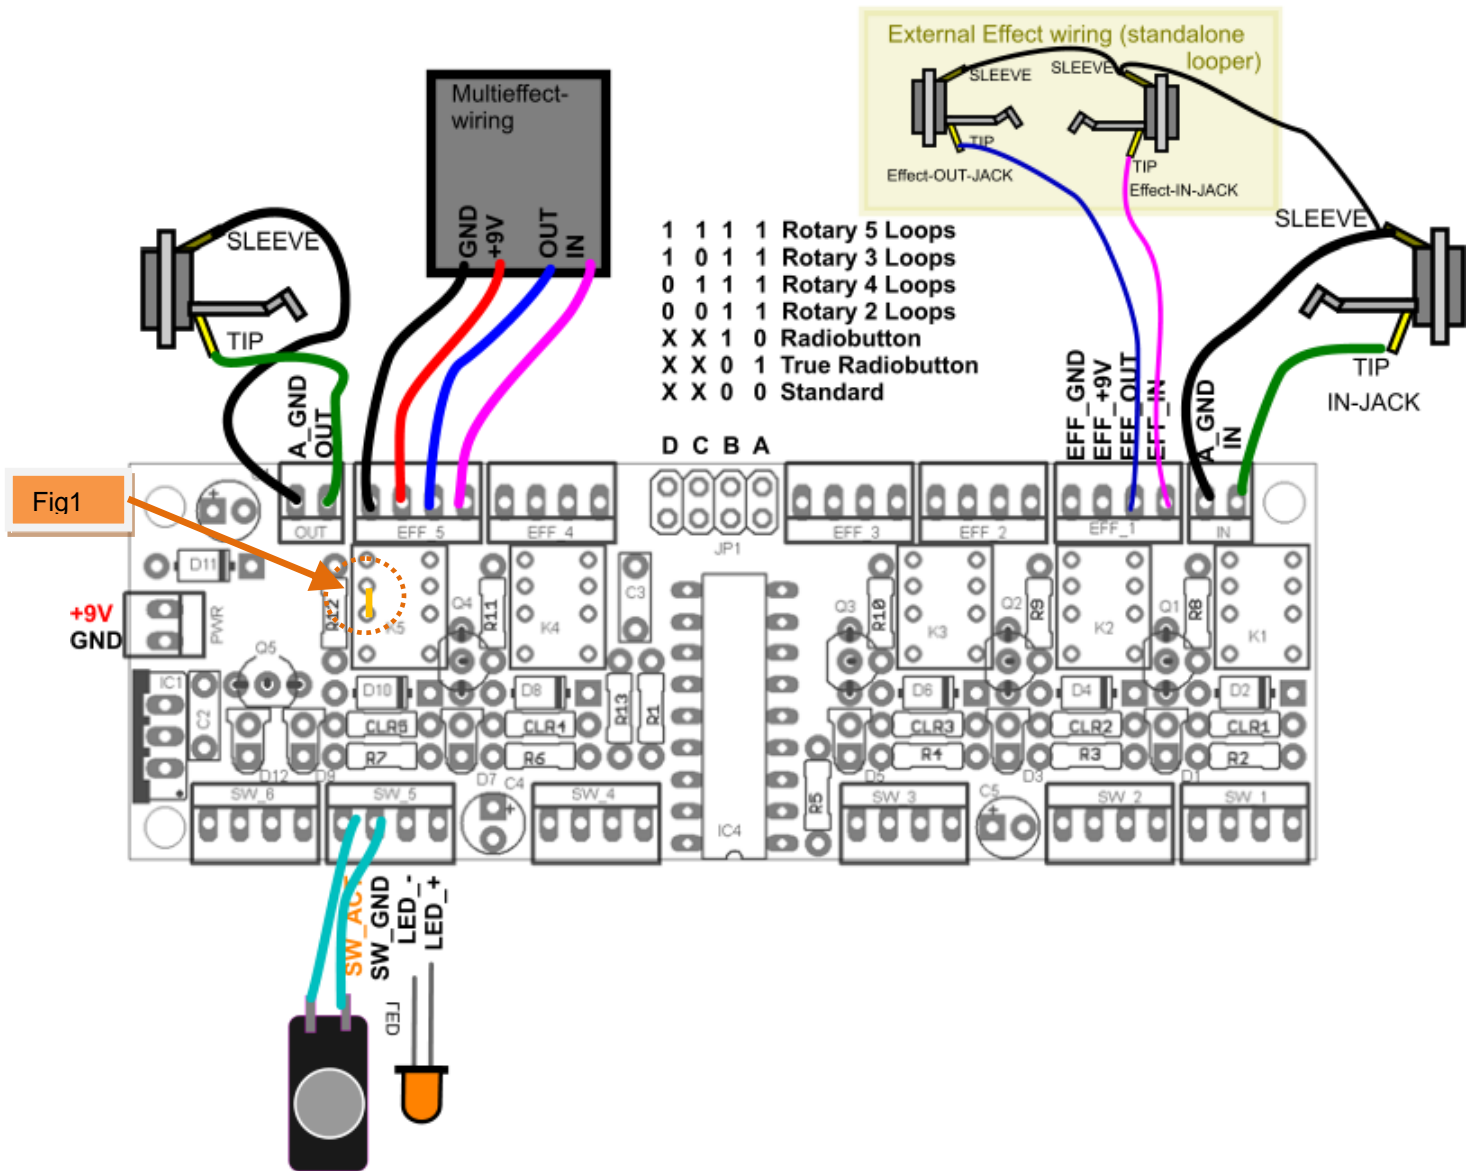 External Effect wiring (standalone
looper)
SLEEVE
SLEEVE
TIP
TIP
Effect-OUT-JACK
Effect-IN-JACK
Multieffect-
wiring
GND
+9V
OUT
IN
SLEEVE
TIP
A_GND
OUT
1 1 1 1 Rotary 5 Loops
1 0 1 1 Rotary 3 Loops
0 1 1 1 Rotary 4 Loops
0 0 1 1 Rotary 2 Loops
X X 1 0 Radiobutton
X X 0 1 True Radiobutton
X X 0 0 Standard
D C B A
EFF_GND
EFF_+9V
EFF_OUT
EFF_IN
SLEEVE
TIP
IN-JACK
A_GND
IN
Fig1
OUT
EFF_5
EFF_4
JP1
EFF_3
EFF_2
EFF_1
IN
D11
+9V
GND
PWR
R12
K5
Q4
R11
K4
C3
Q3
R10
K3
Q2
R9
K2
Q1
R8
K1
Q5
IC1
C2
D10
D8
R13
R1
D6
D4
D2
CLR5
CLR4
CLR3
CLR2
CLR1
R7
R6
R4
R3
R2
D12
D9
D7
C4
R5
D5
C5
D3
D1
SW_6
SW_5
SW_4
IC4
SW_3
SW_2
SW_1
SW_GND
LED_-
LED_+
LED